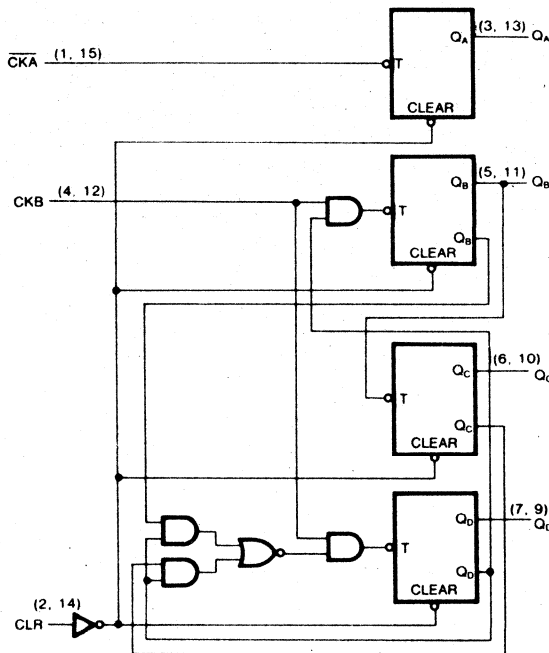 (3, 13)
Q_A Q_A
(1, 15)
C̅K̅A̅
T
CLEAR
(4, 12)
CKB
Q_B
(5, 11)
Q_B
T
Q_B
CLEAR
(6, 10)
Q_C
Q_C
T
Q_C
CLEAR
(7, 9)
Q_D
Q_D
T
Q_D
CLEAR
(2, 14)
CLR